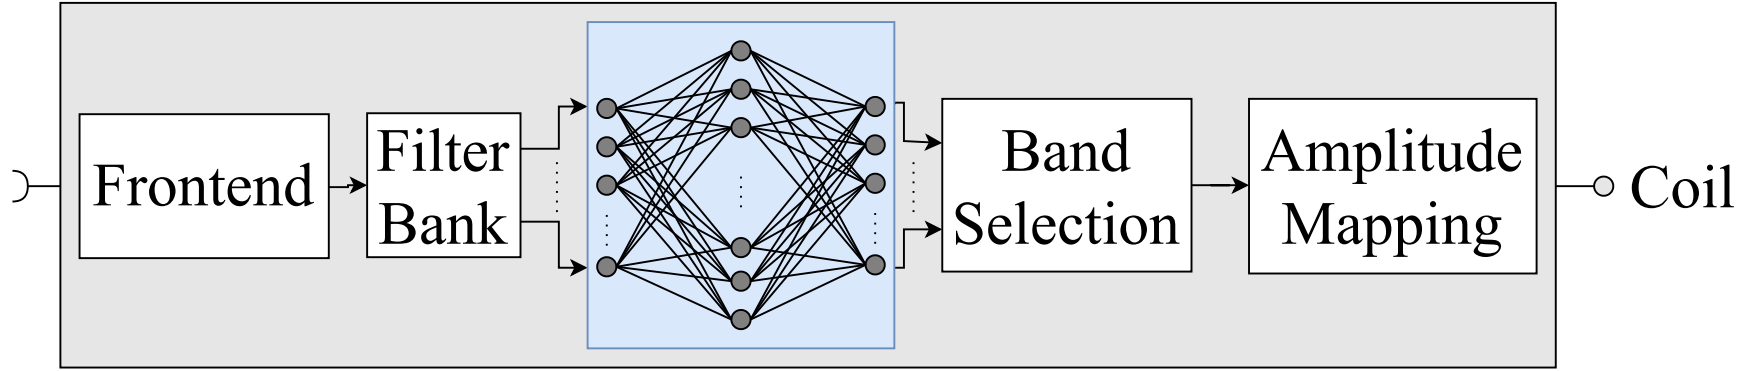 Frontend
Filter
Bank
Band
Selection
Amplitude
Mapping
Coil